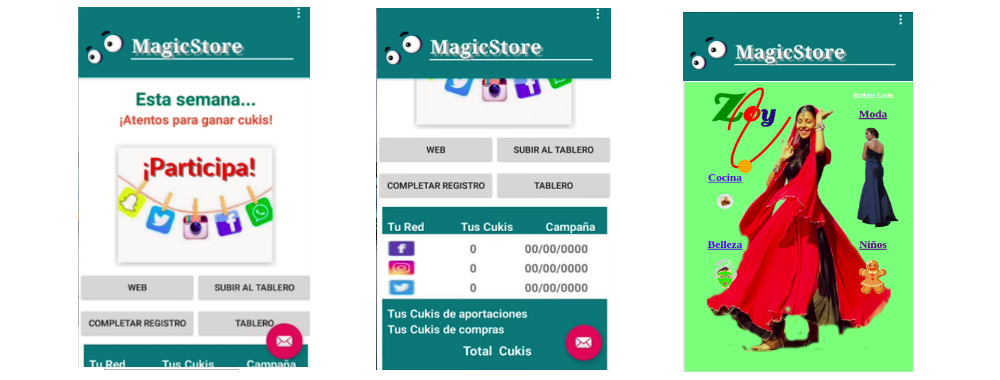 MagicStore
Esta semana...
¡Atentos para ganar cukis!
¡Participa!
WEB
SUBIR AL TABLERO
COMPLETAR REGISTRO
TABLERO
Tu Red
Tus Cukis
Campaña
MagicStore
WEB
SUBIR AL TABLERO
COMPLETAR REGISTRO
TABLERO
Tu Red
Tus Cukis
Campaña
0
00/00/0000
0
00/00/0000
0
00/00/0000
Tus Cukis de aportaciones
Tus Cukis de compras
Total Cukis
MagicStore
Zoy
Moda
Cocina
Belleza
Niños